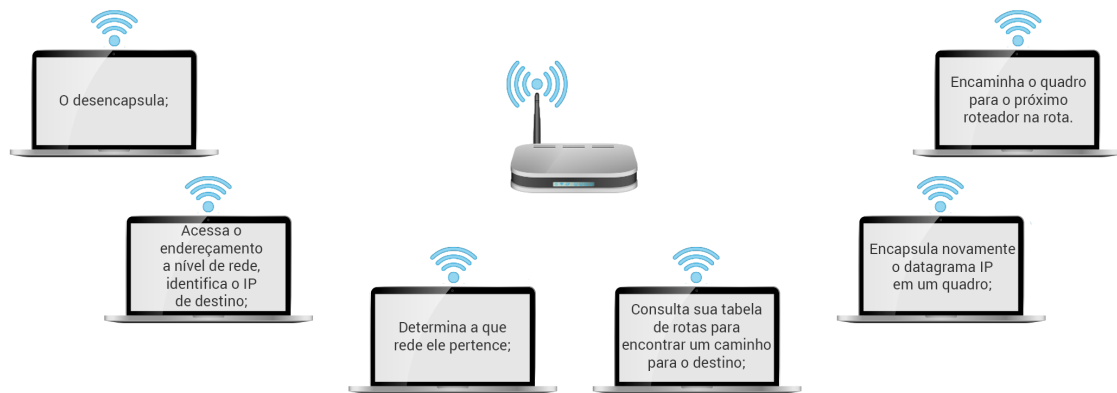 O desencapsula;
Acessa o
endereçamento
a nível de rede,
identifica o IP
de destino;
Determina a que
rede ele pertence;
Consulta sua tabela
de rotas para
encontrar um caminho
para o destino;
Encapsula novamente
o datagrama IP
em um quadro;
Encaminha o quadro
para o próximo
roteador na rota.